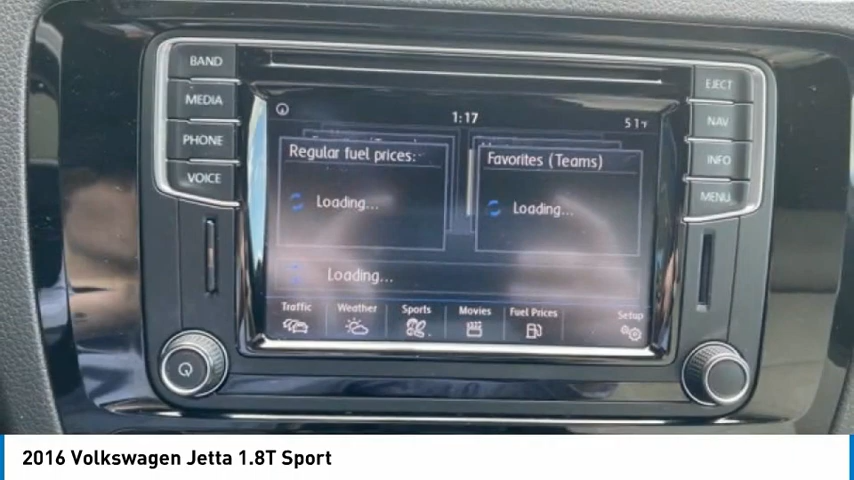 BAND
MEDIA
PHONE
VOICE
EJECT
NAV
INFO
MENU
1:17
51°F
Regular fuel prices:
Loading...
Favorites (Teams)
Loading...
Loading...
Traffic
Weather
Sports
Movies
Fuel Prices
Setup
2016 Volkswagen Jetta 1.8T Sport